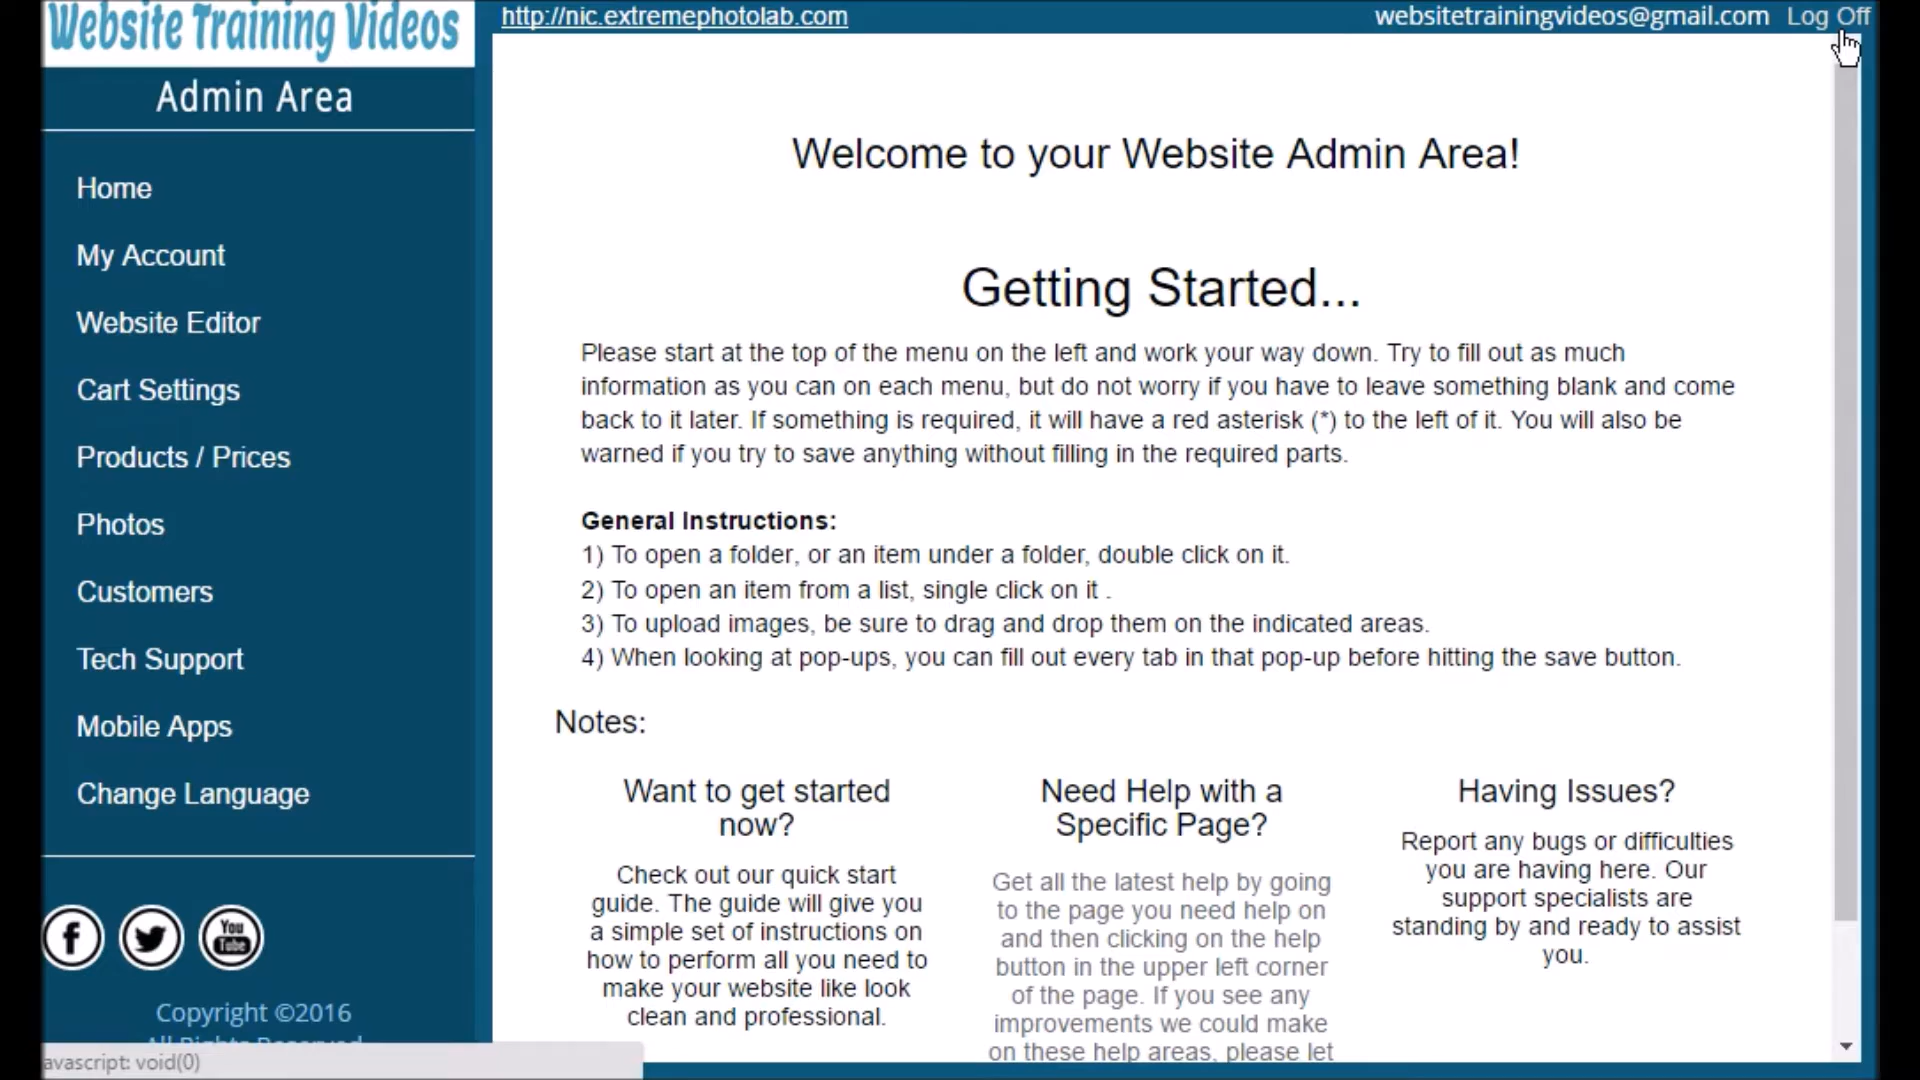 Website Training Videos
http://nic.extremephotolab.com
websitetrainingvideos@gmail.com Log Off
Admin Area
Home
My Account
Website Editor
Cart Settings
Products / Prices
Photos
Customers
Tech Support
Mobile Apps
Change Language
f
You
Tube
Copyright ©2016
All Rights Reserved
avascript: void(0)
Welcome to your Website Admin Area!
Getting Started...
Please start at the top of the menu on the left and work your way down. Try to fill out as much
information as you can on each menu, but do not worry if you have to leave something blank and come
back to it later. If something is required, it will have a red asterisk (*) to the left of it. You will also be
warned if you try to save anything without filling in the required parts.
General Instructions:
1) To open a folder, or an item under a folder, double click on it.
2) To open an item from a list, single click on it .
3) To upload images, be sure to drag and drop them on the indicated areas.
4) When looking at pop-ups, you can fill out every tab in that pop-up before hitting the save button.
Notes:
Want to get started
now?
Check out our quick start
guide. The guide will give you
a simple set of instructions on
how to perform all you need to
make your website like look
clean and professional.
Need Help with a
Specific Page?
Get all the latest help by going
to the page you need help on
and then clicking on the help
button in the upper left corner
of the page. If you see any
improvements we could make
on these help areas, please let
Having Issues?
Report any bugs or difficulties
you are having here. Our
support specialists are
standing by and ready to assist
you.